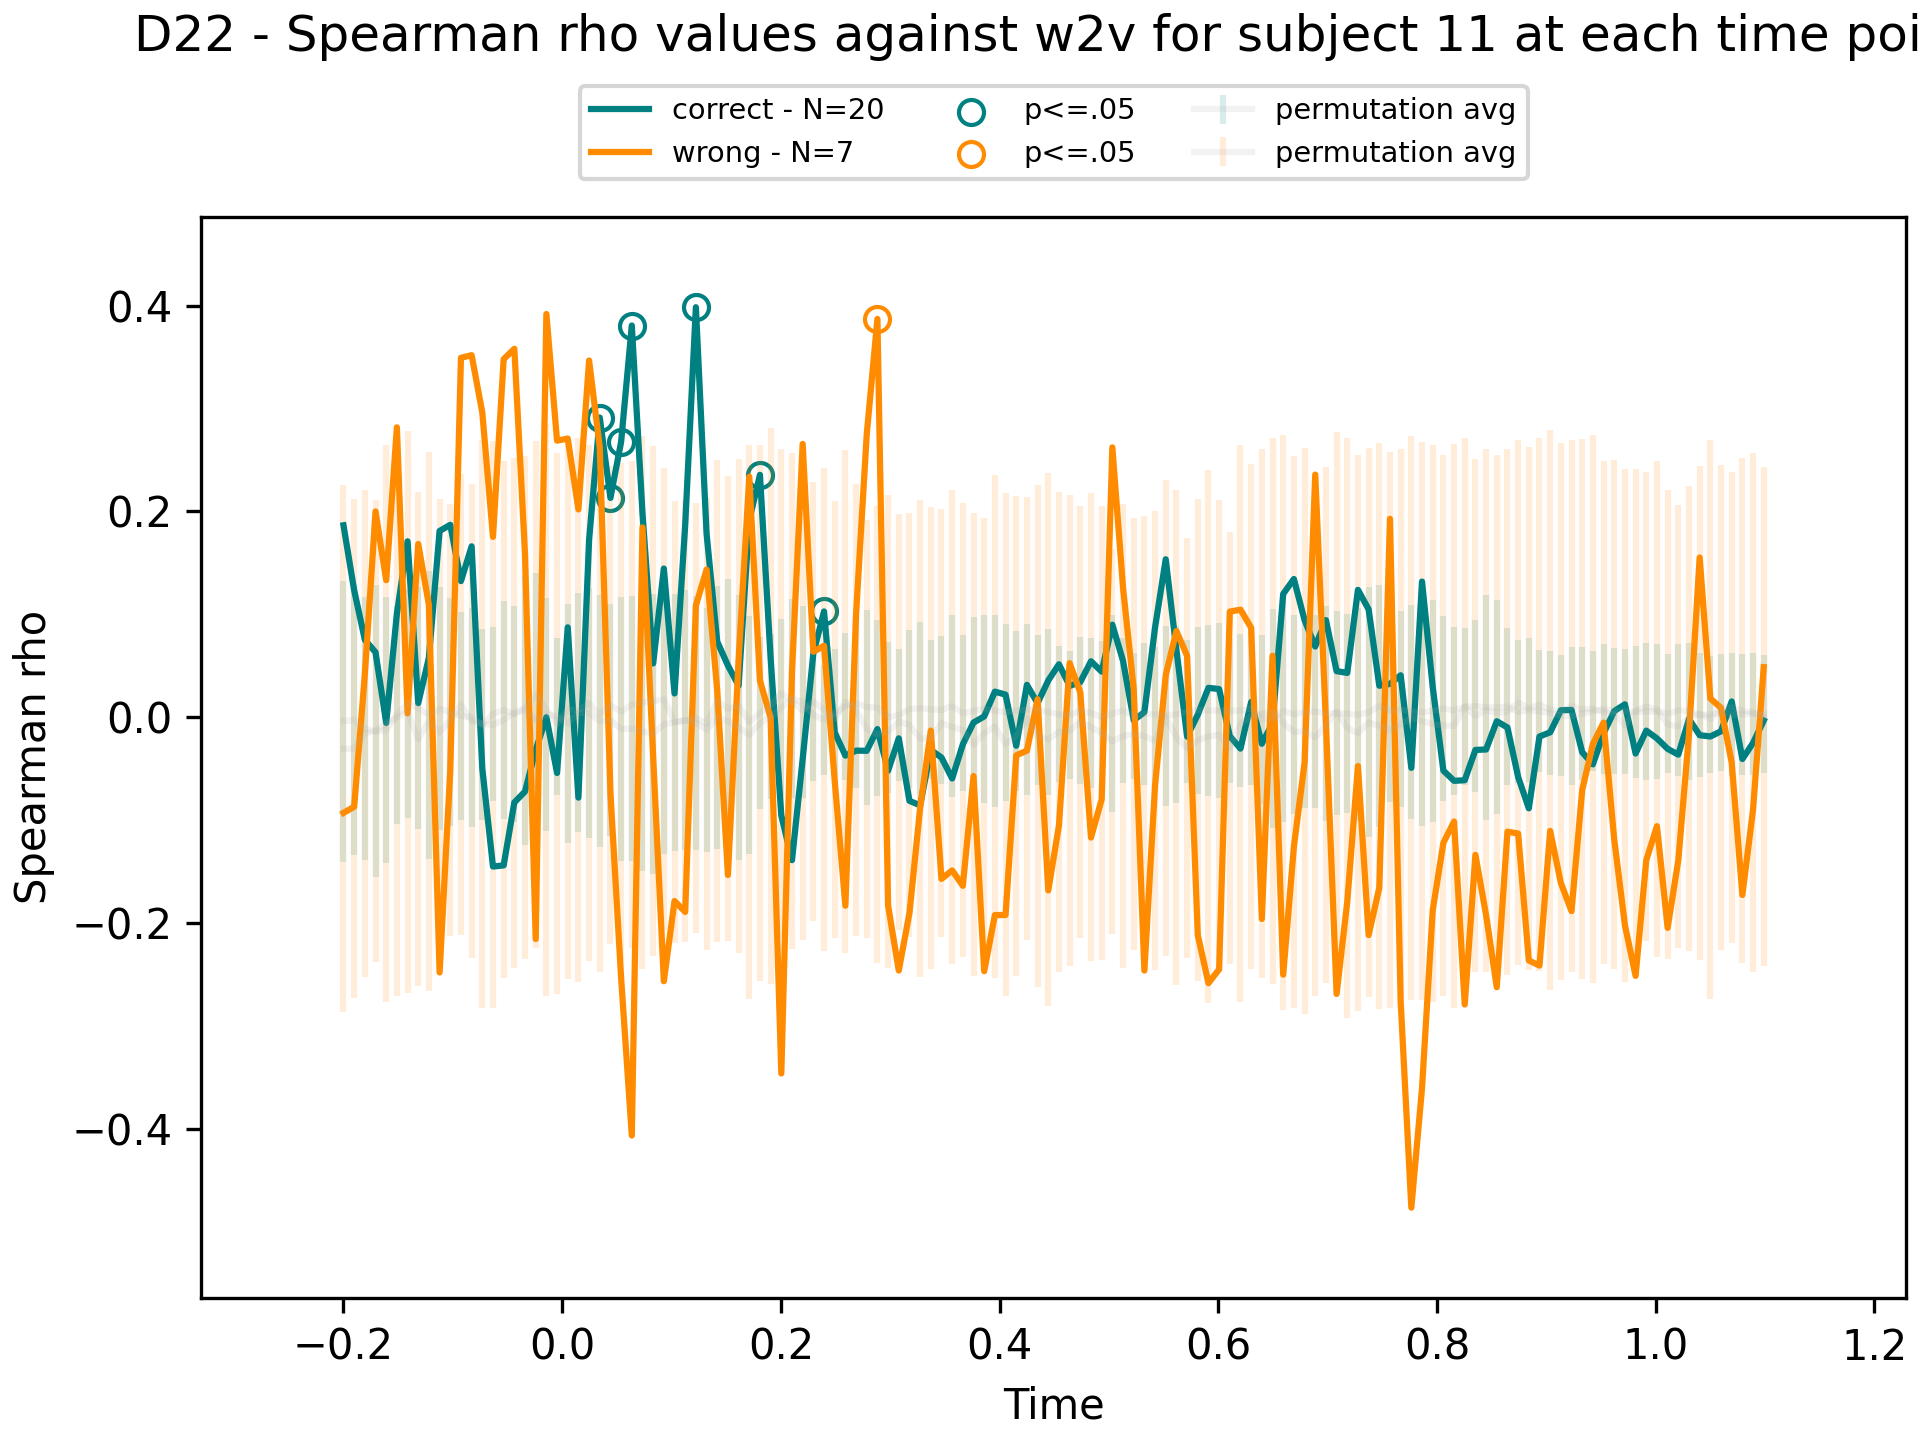 D22 - Spearman rho values against w2v for subject 11 at each time poi
correct - N=20
wrong - N=7
p<=.05
p<=.05
permutation avg
permutation avg
Spearman rho
0.4
0.2
0.0
−0.2
−0.4
−0.2
0.0
0.2
0.4
0.6
0.8
1.0
1.2
Time